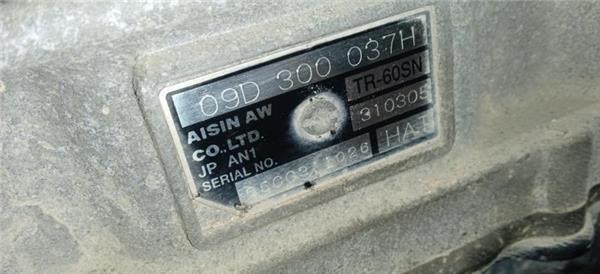 09D 300 037H
AISIN AW TR-60SN
CO.,LTD. 310305
JP AN1 HAT
SERIAL NO.